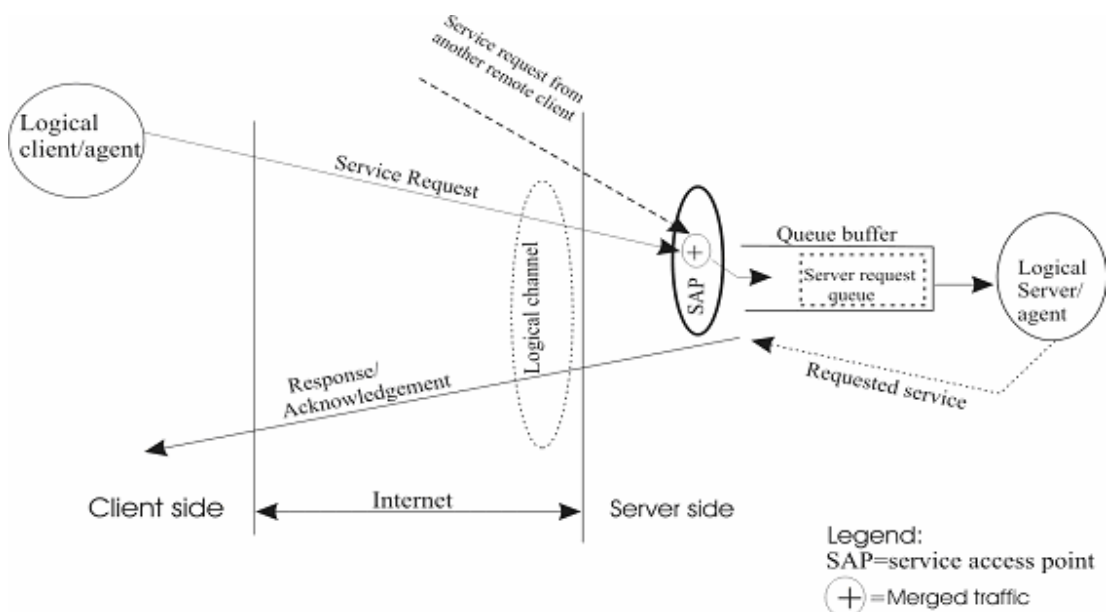 Service request from
another remote client
Logical
client/agent
Service Request
Logical channel
SAP
Queue buffer
Server request
queue
Logical
Server/
agent
Requested service
Response/
Acknowledgement
Internet
Client side
Server side
Legend:
SAP=service access point
+ =Merged traffic
+